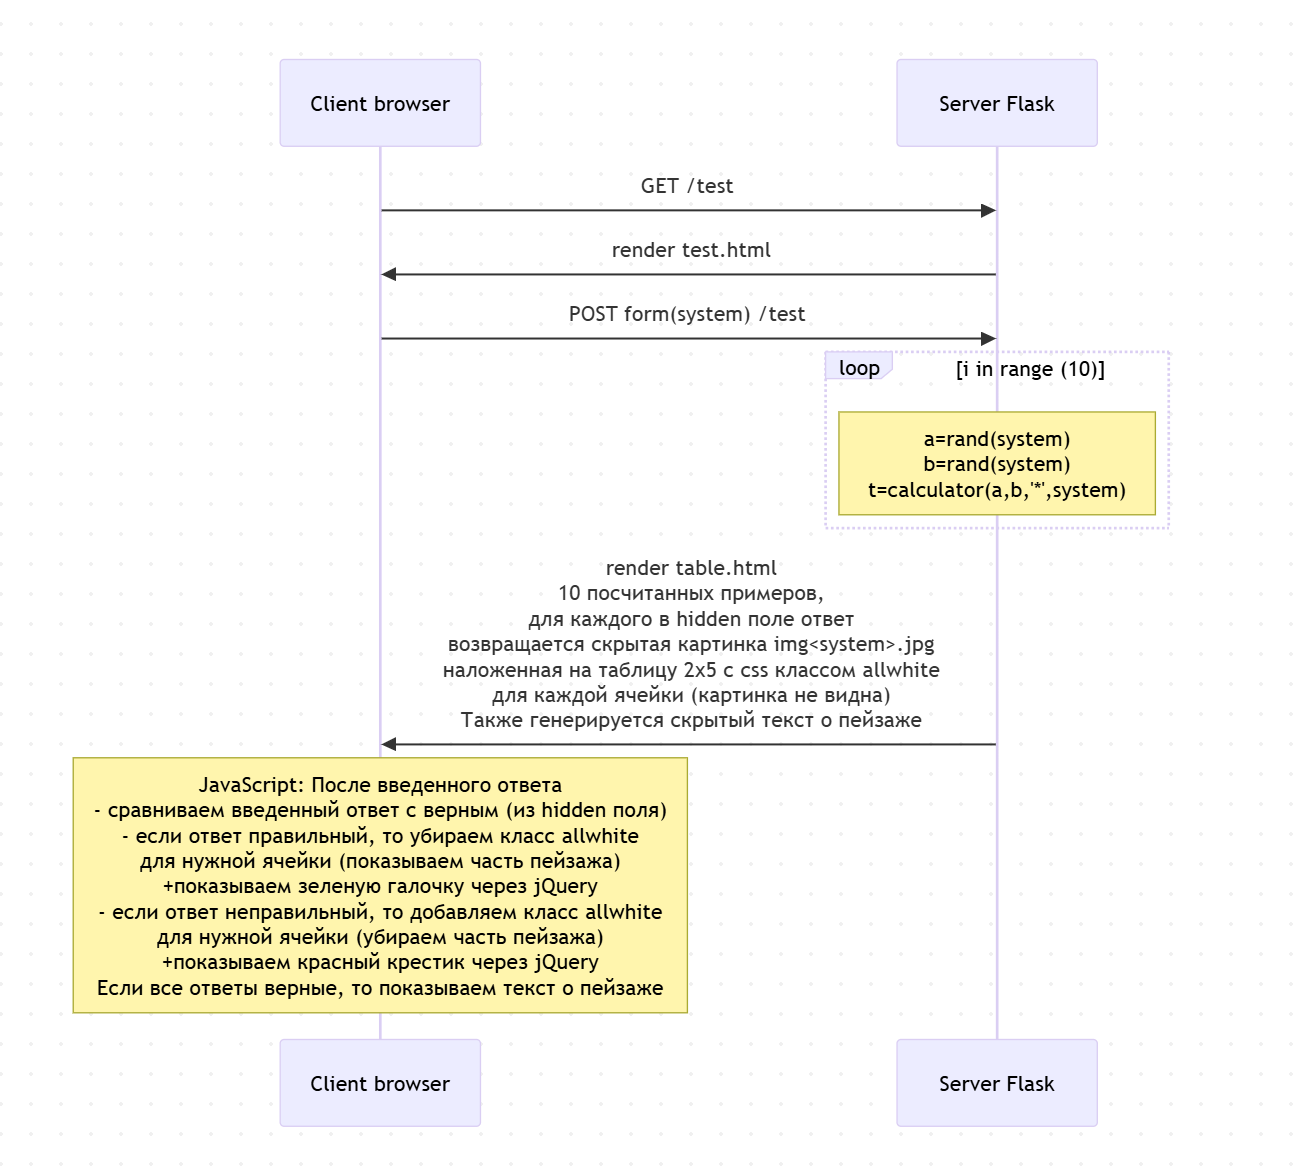 Client browser
Server Flask
GET /test
render test.html
POST form(system) /test
loop
[i in range (10)]
a=rand(system)
b=rand(system)
t=calculator(a,b,'*',system)
render table.html
10 посчитанных примеров,
для каждого в hidden поле ответ
возвращается скрытая картинка img<system>.jpg
наложенная на таблицу 2x5 с css классом allwhite
для каждой ячейки (картинка не видна)
Также генерируется скрытый текст о пейзаже
JavaScript: После введенного ответа
- сравниваем введенный ответ с верным (из hidden поля)
- если ответ правильный, то убираем класс allwhite
для нужной ячейки (показываем часть пейзажа)
+показываем зеленую галочку через jQuery
- если ответ неправильный, то добавляем класс allwhite
для нужной ячейки (убираем часть пейзажа)
+показываем красный крестик через jQuery
Если все ответы верные, то показываем текст о пейзаже
Client browser
Server Flask